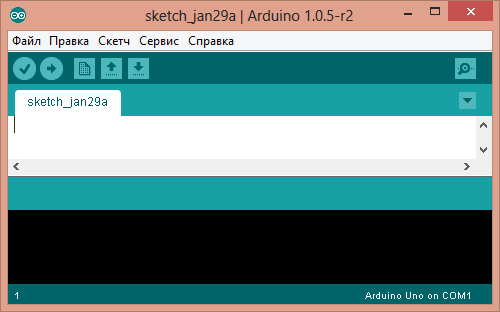 sketch_jan29a | Arduino 1.0.5-r2
Файл Правка Скетч Сервис Справка
sketch_jan29a
1 Arduino Uno on COM1